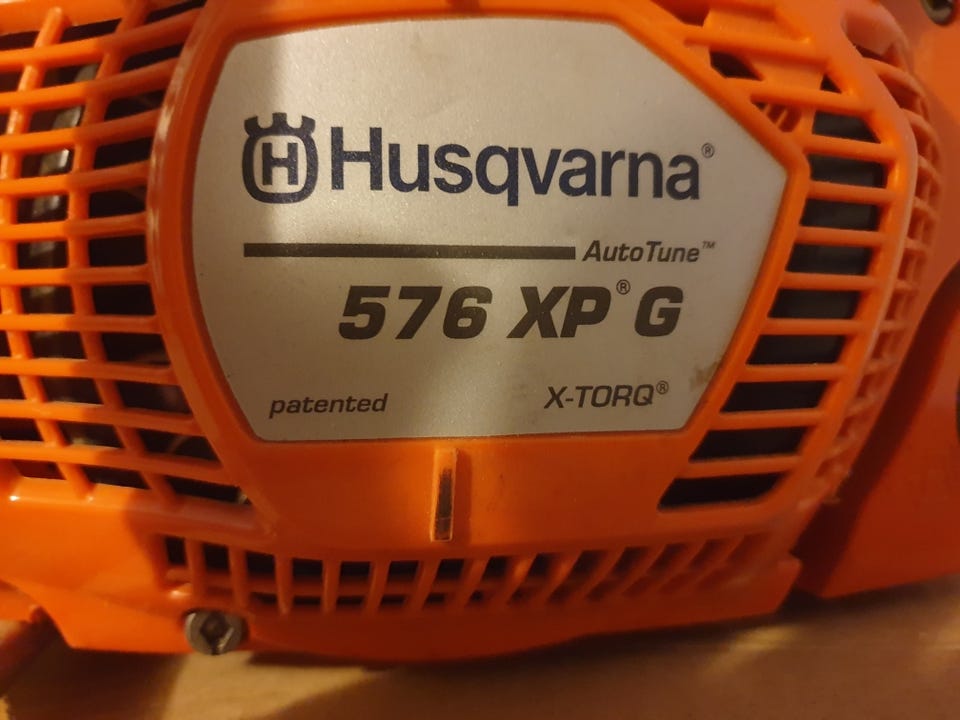 H Husqvarna®
AutoTune™
576 XP® G
patented
X-TORQ®